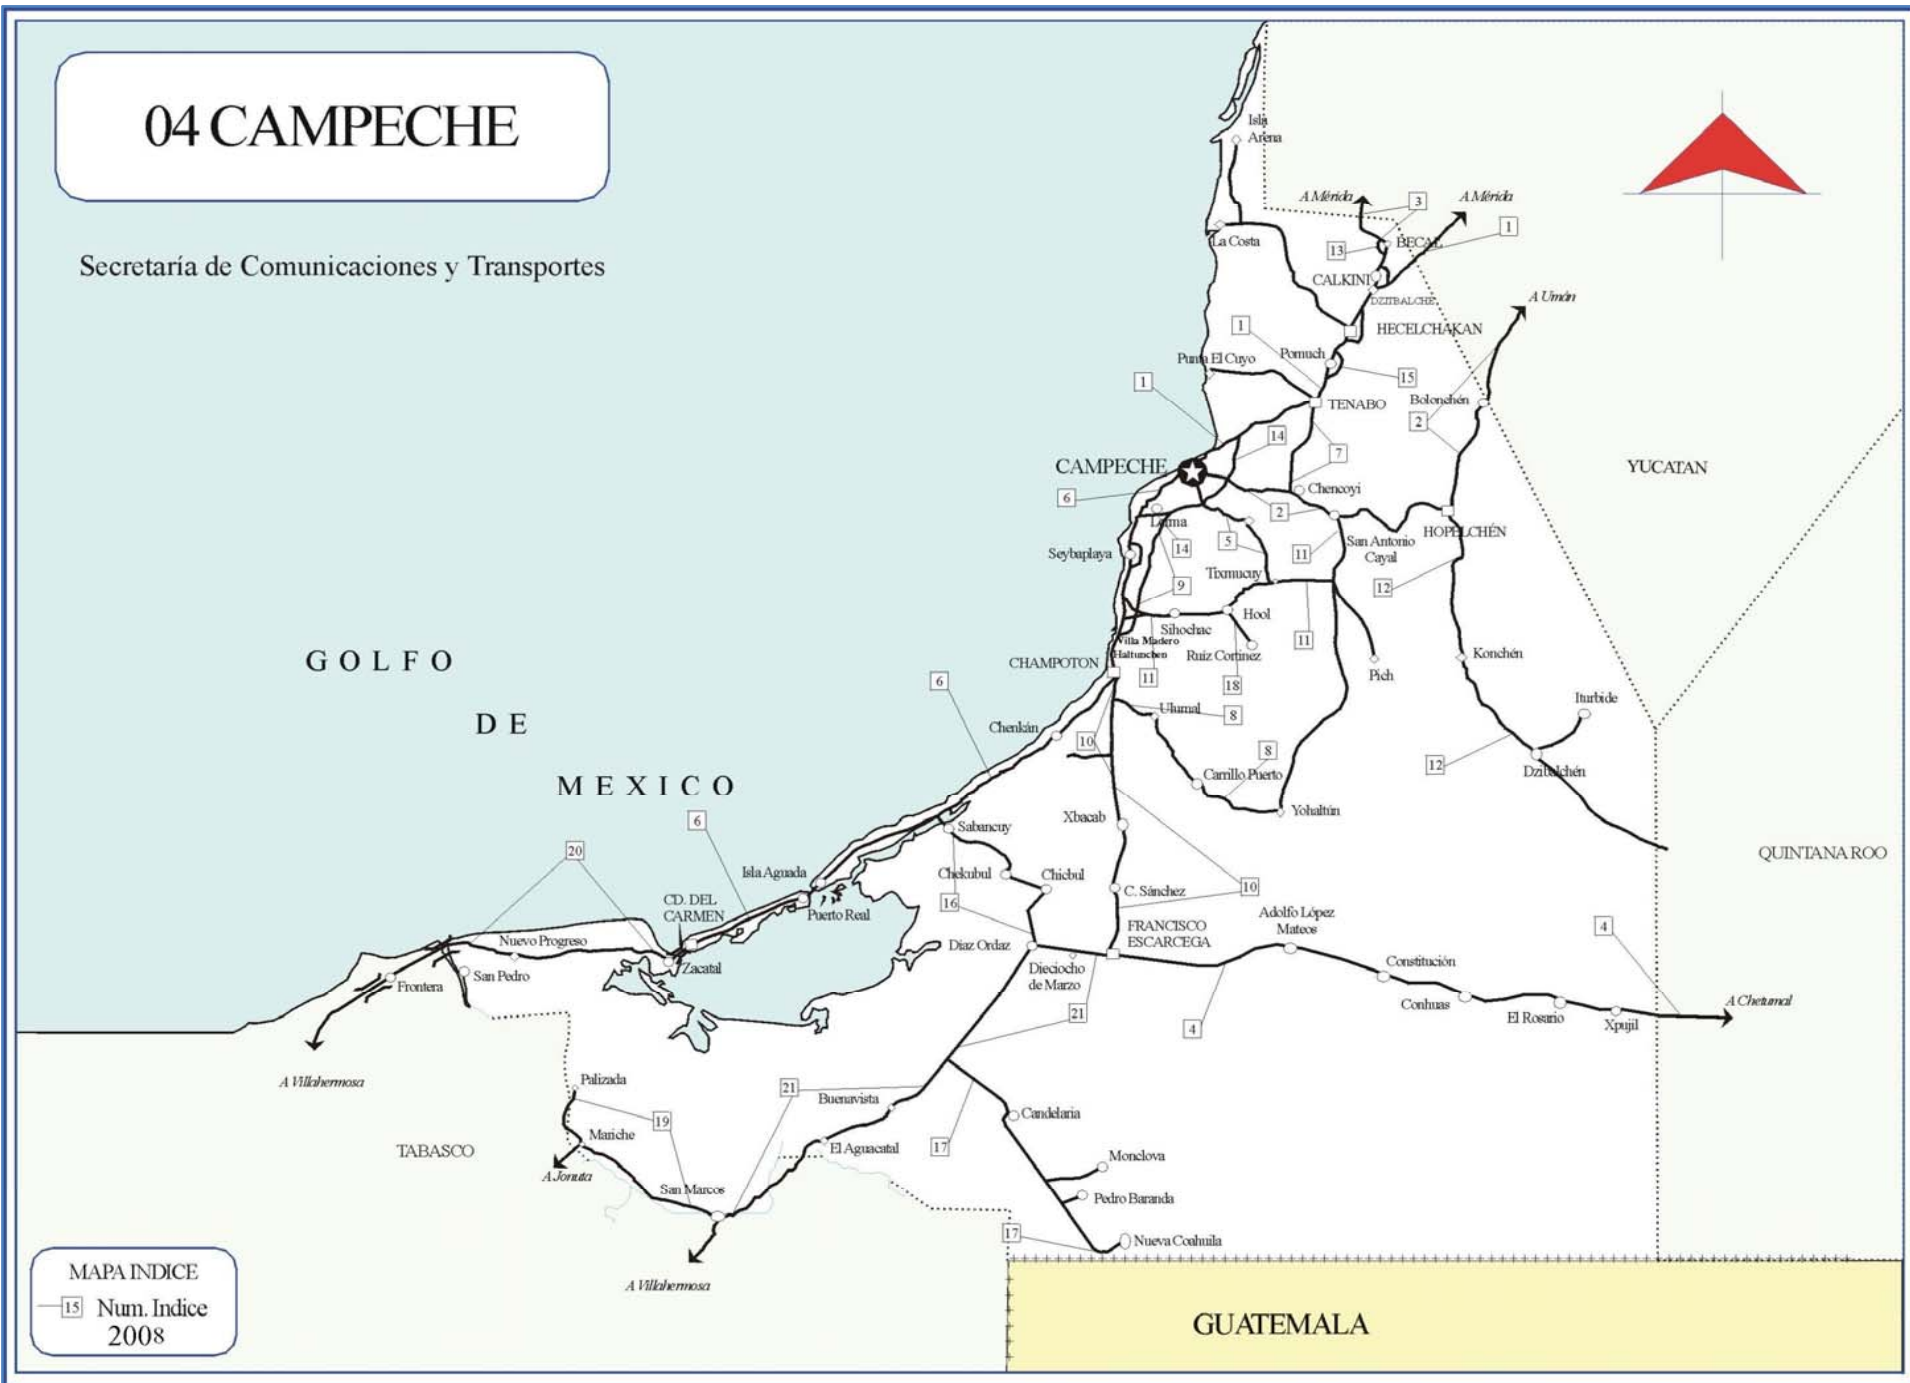 04 CAMPECHE
Secretaría de Comunicaciones y Transportes
Isla
Arena
A Mérida
3
A Mérida
1
La Costa
13
BECAL
CALKINI
DZITBALCHE
A Umán
1
HECELCHAKAN
Punta El Cuyo
Pomuch
15
1
TENABO
Bolonchén
2
14
7
CAMPECHE
YUCATAN
6
Chencoyi
2
Lerma
HOPELCHÉN
5
San Antonio
Cayal
14
11
Seybaplaya
Tixmucuy
9
12
Hool
Sihochac
Villa Madero
Haltunchen
Ruiz Cortinez
11
CHAMPOTON
Konchén
11
18
Pich
GOLFO
DE
MEXICO
6
Ulumal
8
Iturbide
Chenkán
10
8
12
Dzibalchén
Carrillo Puerto
Yohaltún
6
Xbacab
Sabancuy
20
QUINTANA ROO
Isla Aguada
Chekubul
Chicbul
C. Sánchez
10
CD. DEL
CARMEN
Puerto Real
16
Adolfo López
Mateos
4
FRANCISCO
ESCARCEGA
Nuevo Progreso
Diaz Ordaz
Zacatal
San Pedro
Frontera
Dieciocho
de Marzo
Constitución
Conhuas
El Rosario
Xpujil
A Chetumal
21
4
A Villahermosa
Palizada
21
Buenavista
19
Candelaria
Mariche
El Aguacatal
17
TABASCO
Monclova
A Jonuta
San Marcos
Pedro Baranda
17
Nueva Coahuila
A Villahermosa
MAPA INDICE
15 Num. Indice
2008
GUATEMALA